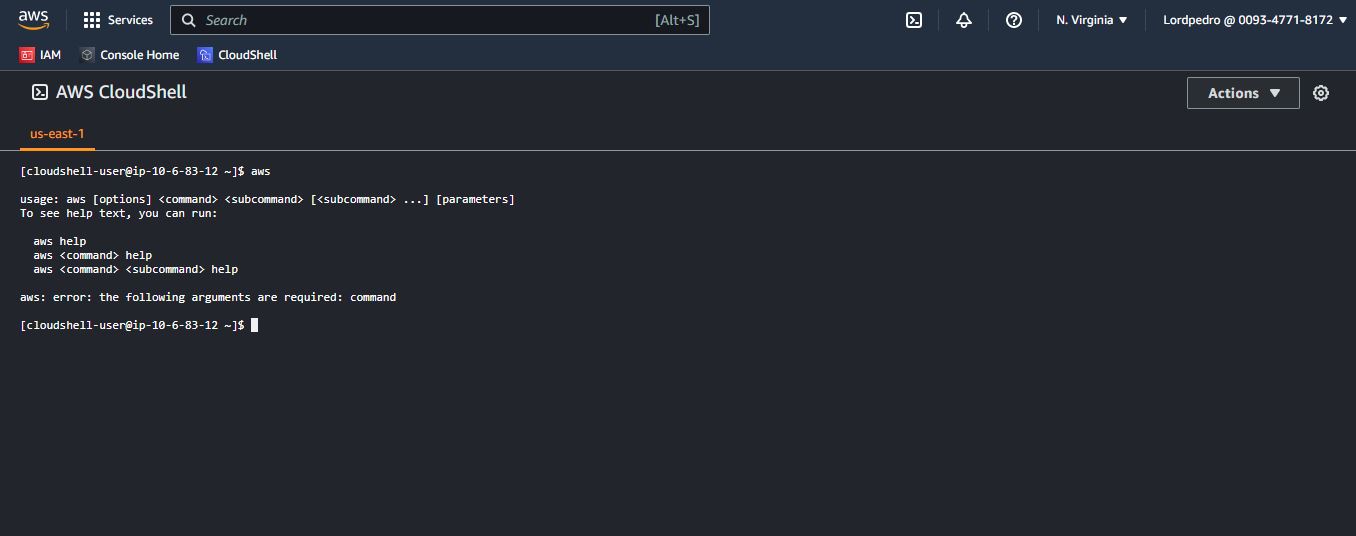 aws
Services
Search
[Alt+S]
N. Virginia
Lordpedro @ 0093-4771-8172
IAM
Console Home
CloudShell
AWS CloudShell
Actions
us-east-1
[cloudshell-user@ip-10-6-83-12 ~]$ aws
usage: aws [options] <command> <subcommand> [<subcommand> ...] [parameters]
To see help text, you can run:
aws help
aws <command> help
aws <command> <subcommand> help
aws: error: the following arguments are required: command
[cloudshell-user@ip-10-6-83-12 ~]$